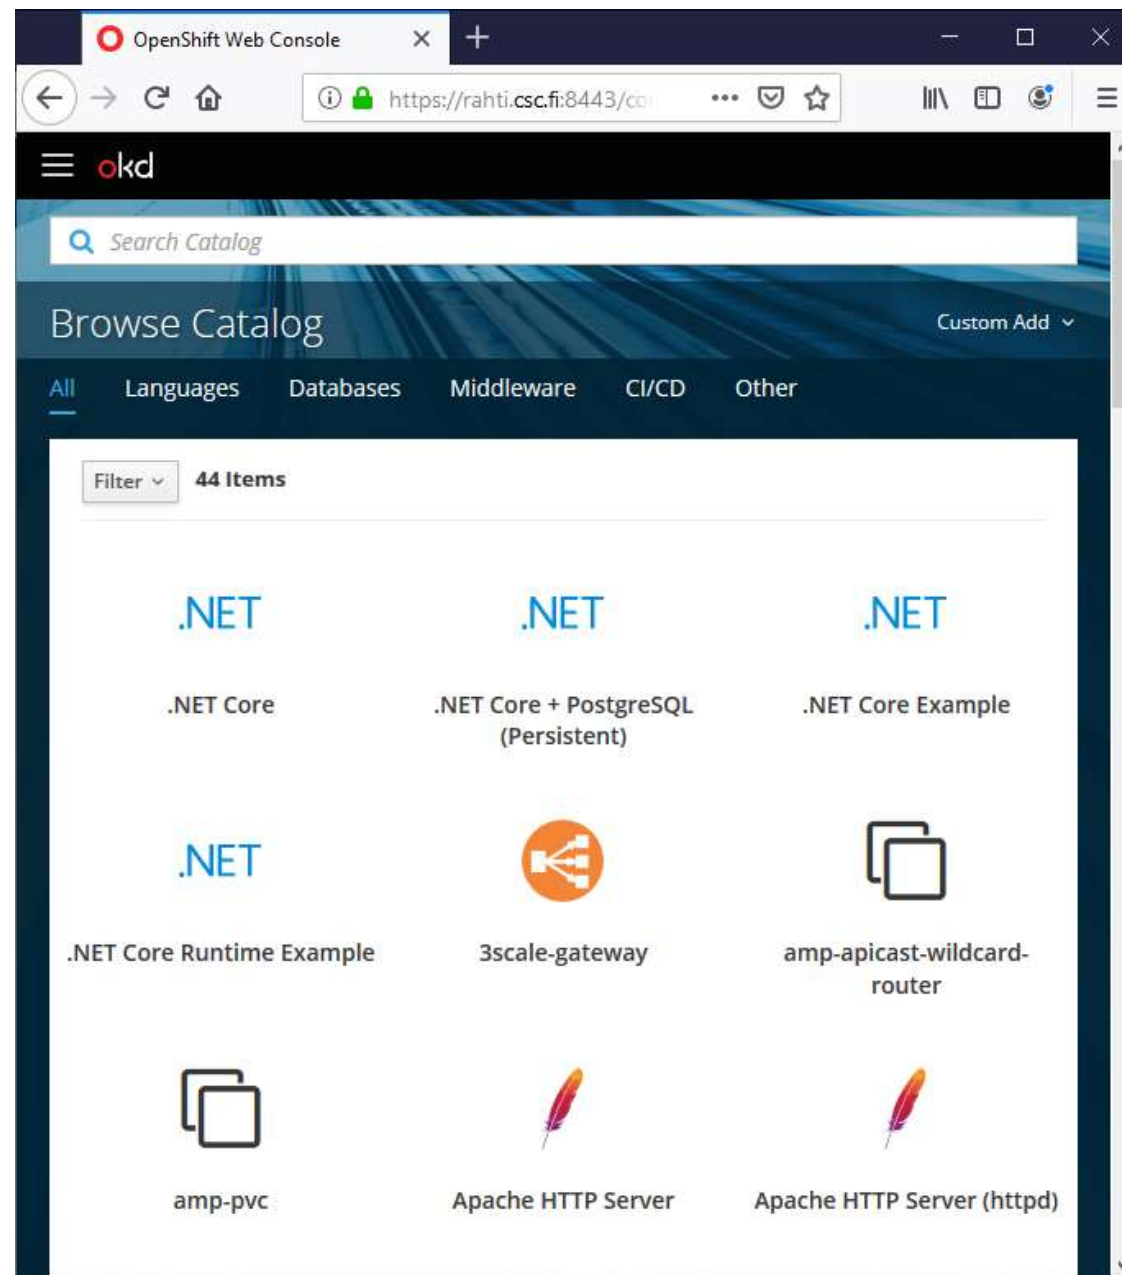 OpenShift Web Console
https://rahti.csc.fi:8443/co
okd
Search Catalog
Browse Catalog
Custom Add
All Languages Databases Middleware CI/CD Other
Filter 44 Items
.NET .NET .NET
.NET Core .NET Core + PostgreSQL .NET Core Example
(Persistent)
.NET
.NET Core Runtime Example 3scale-gateway amp-apicast-wildcard-
router
amp-pvc Apache HTTP Server Apache HTTP Server (httpd)